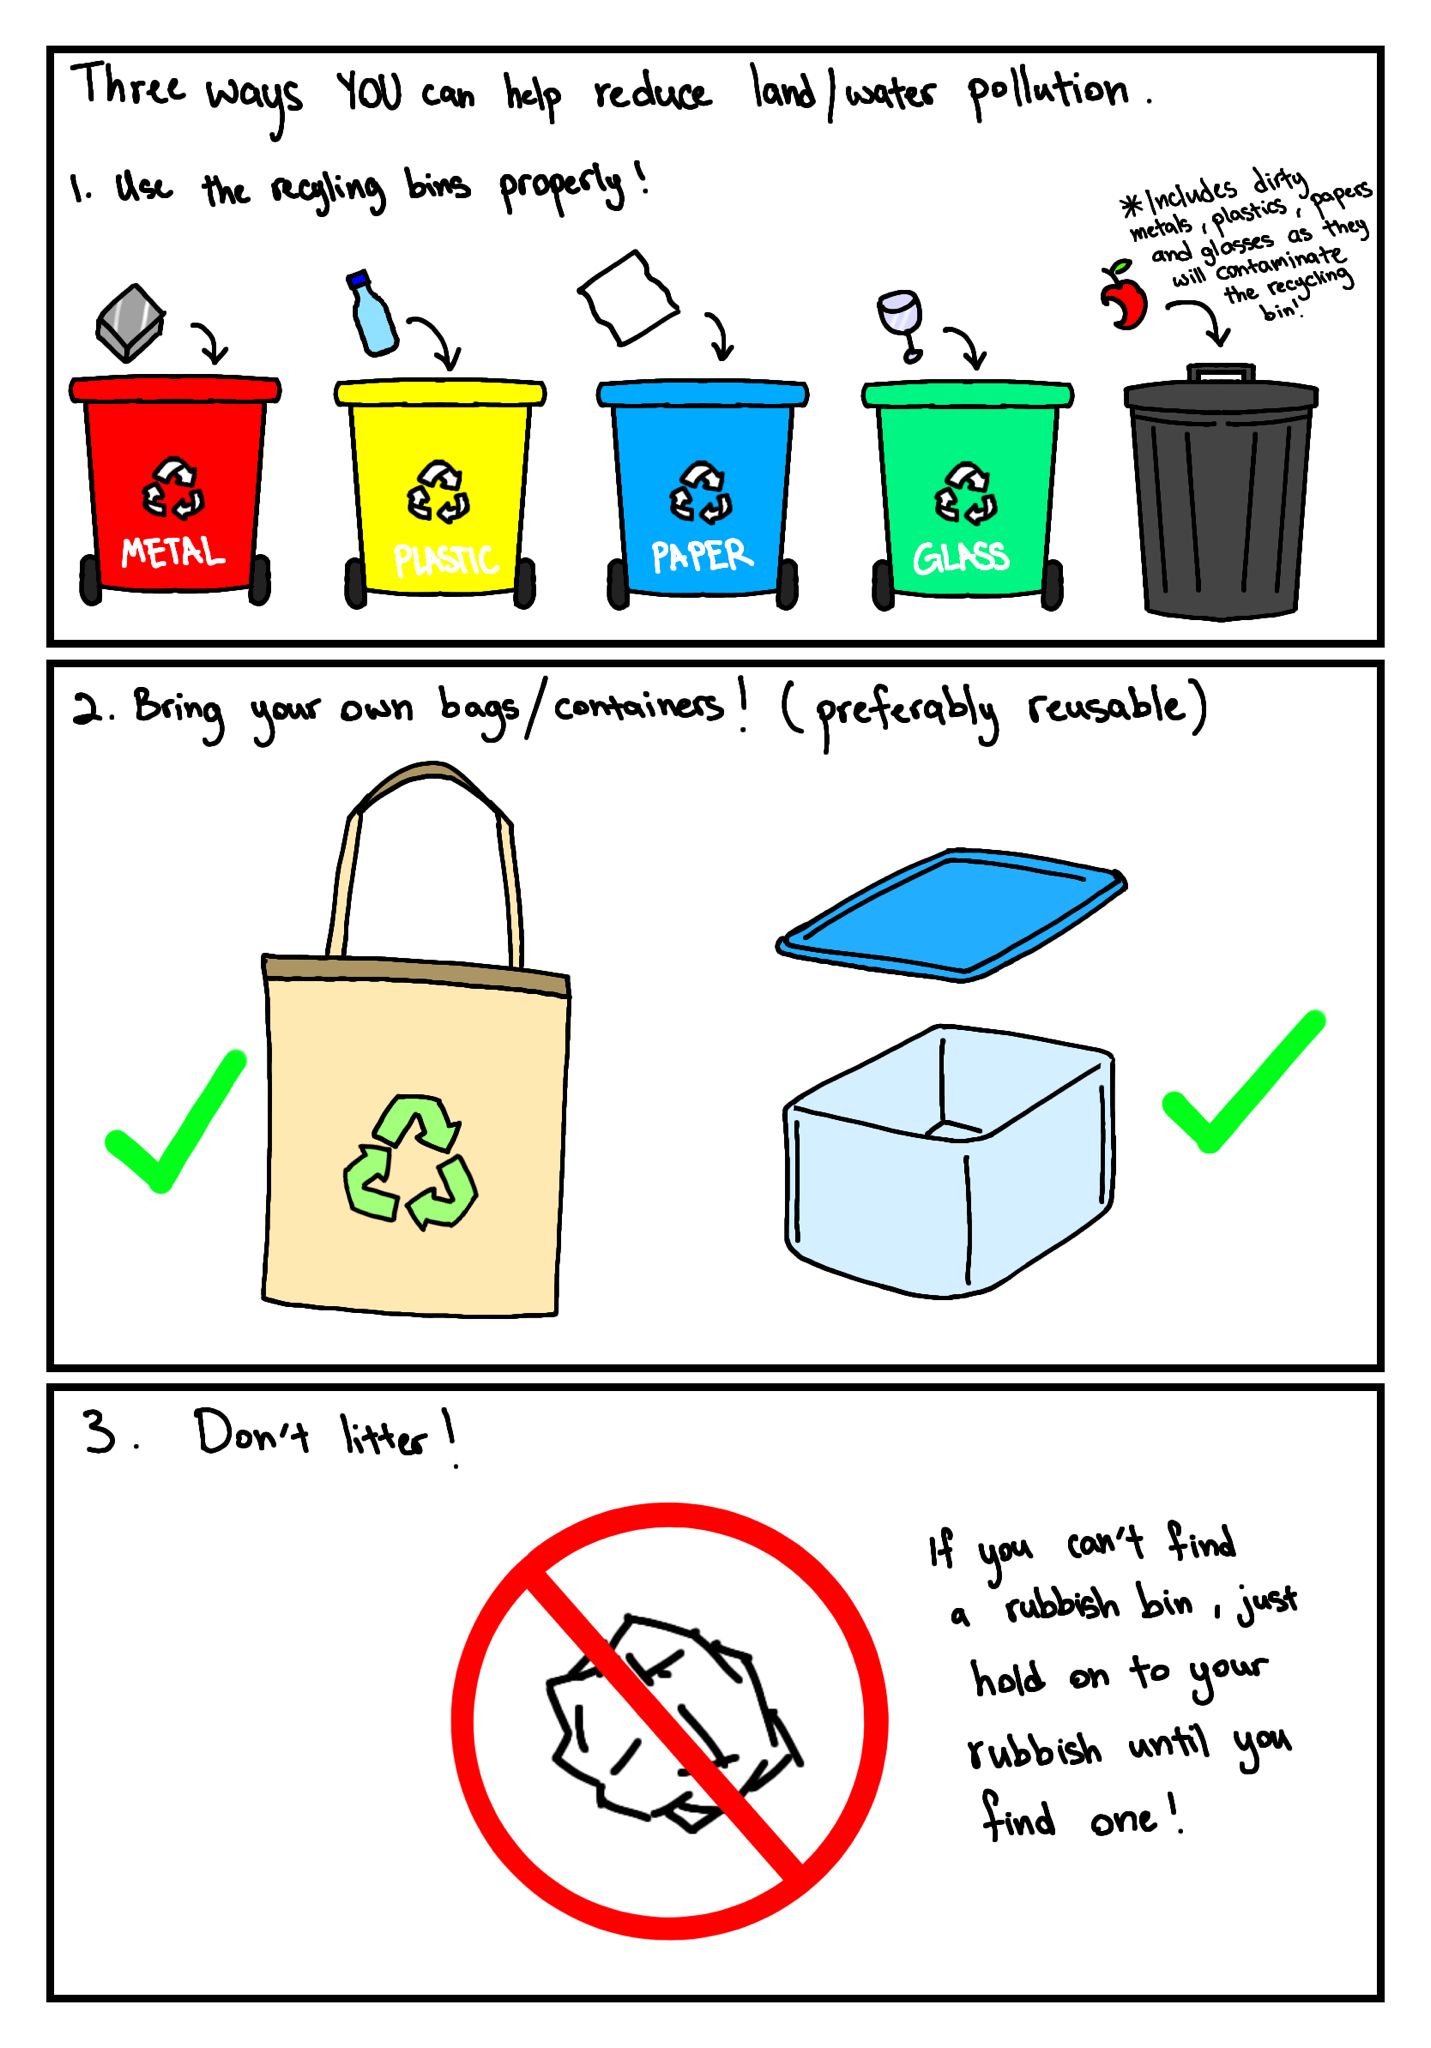 Three ways YOU can help reduce land/water pollution.
1. Use the recyling bins properly!
*Includes dirty
metals, plastics, papers
and glasses as they
will contaminate
the recycling
bin!
METAL
PLASTIC
PAPER
GLASS
2. Bring your own bags/containers! (preferably reusable)
3. Don't litter!
If you can't find
a rubbish bin, just
hold on to your
rubbish until you
find one!